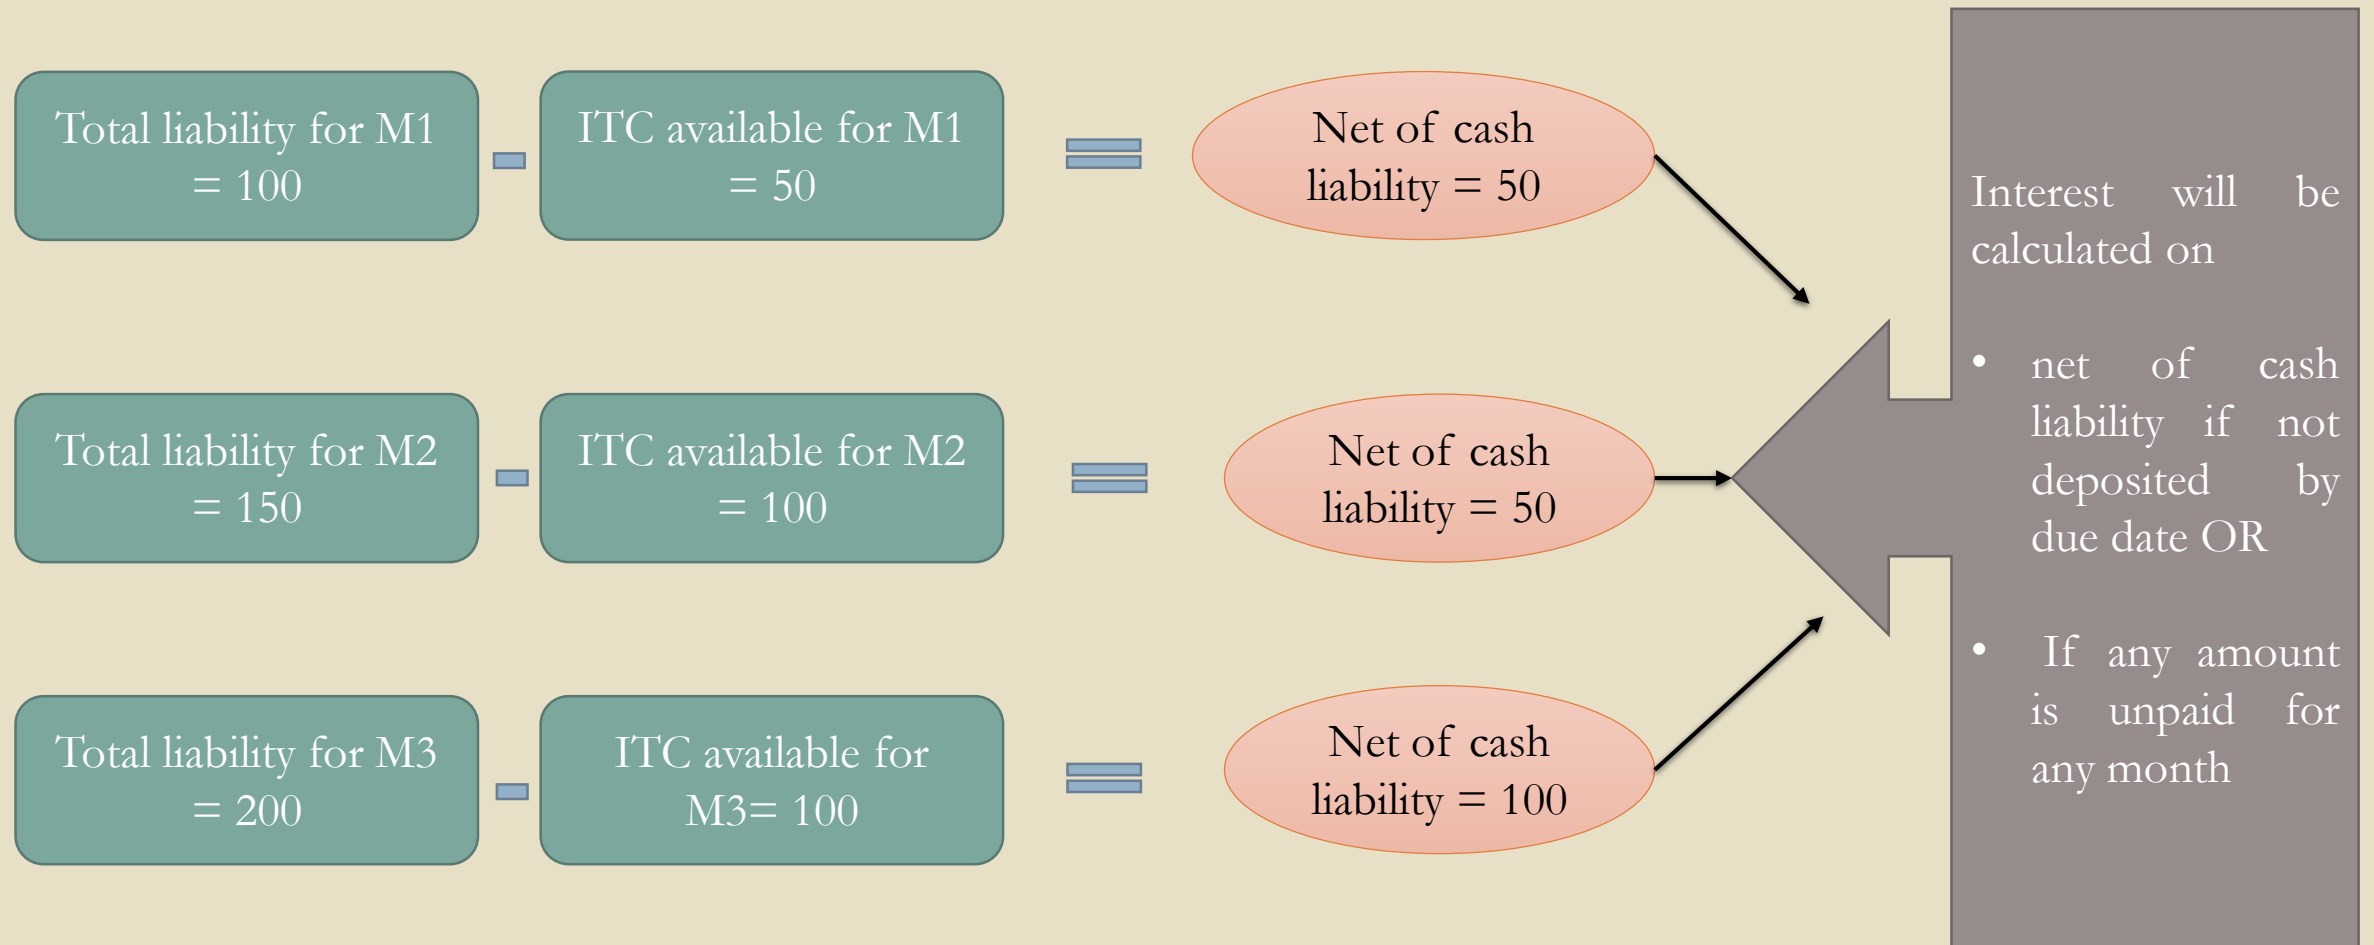 Total liability for M1
= 100
ITC available for M1
= 50
Net of cash
liability = 50
Total liability for M2
= 150
ITC available for M2
= 100
Net of cash
liability = 50
Total liability for M3
= 200
ITC available for
M3= 100
Net of cash
liability = 100
Interest will be
calculated on
• net of cash
liability if not
deposited by
due date OR
• If any amount
is unpaid for
any month